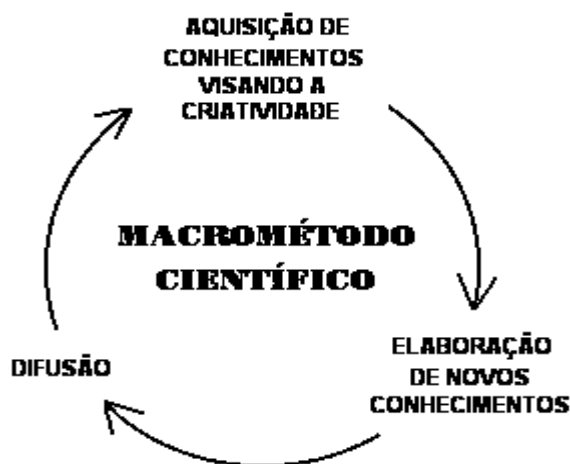 AQUISIÇÃO DE
CONHECIMENTOS
VISANDO A
CRIATIVIDADE
MACROMÉTODO
CIENTÍFICO
ELABORAÇÃO
DE NOVOS
CONHECIMENTOS
DIFUSÃO